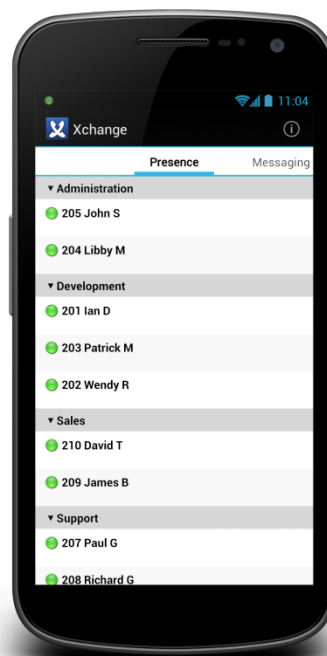 11:04
Xchange
Presence Messaging
▾ Administration
205 John S
204 Libby M
▾ Development
201 Ian D
203 Patrick M
202 Wendy R
▾ Sales
210 David T
209 James B
▾ Support
207 Paul G
208 Richard G